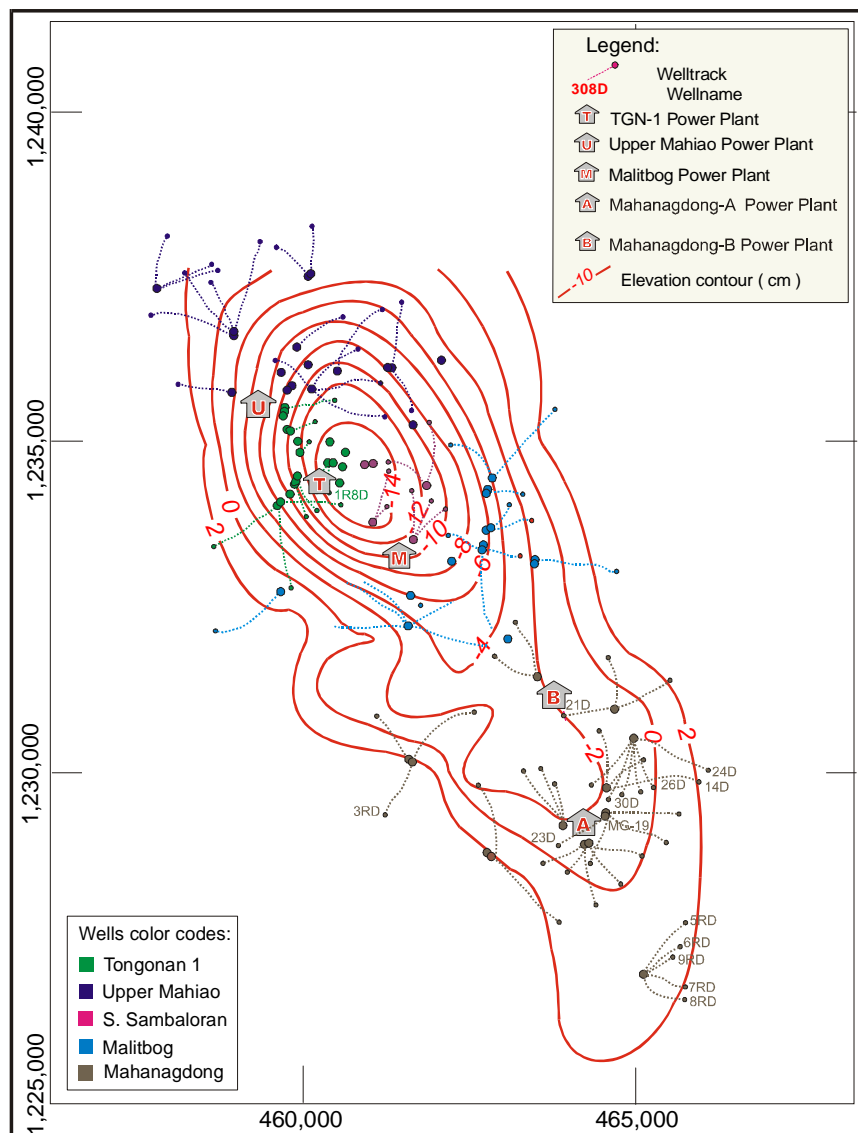 Legend:
308D
Welltrack
Wellname
T
TGN-1 Power Plant
U
Upper Mahiao Power Plant
M
Malitbog Power Plant
A
Mahanagdong-A Power Plant
B
Mahanagdong-B Power Plant
-10
Elevation contour ( cm )
1,240,000
1,235,000
1,230,000
1,225,000
U
T
1R8D
M
-14
-12
-10
-8
-6
-4
0
2
B
21D
-2
0
2
24D
14D
26D
30D
3RD
A
MG-19
23D
5RD
6RD
9RD
7RD
8RD
Wells color codes:
Tongonan 1
Upper Mahiao
S. Sambaloran
Malitbog
Mahanagdong
460,000
465,000